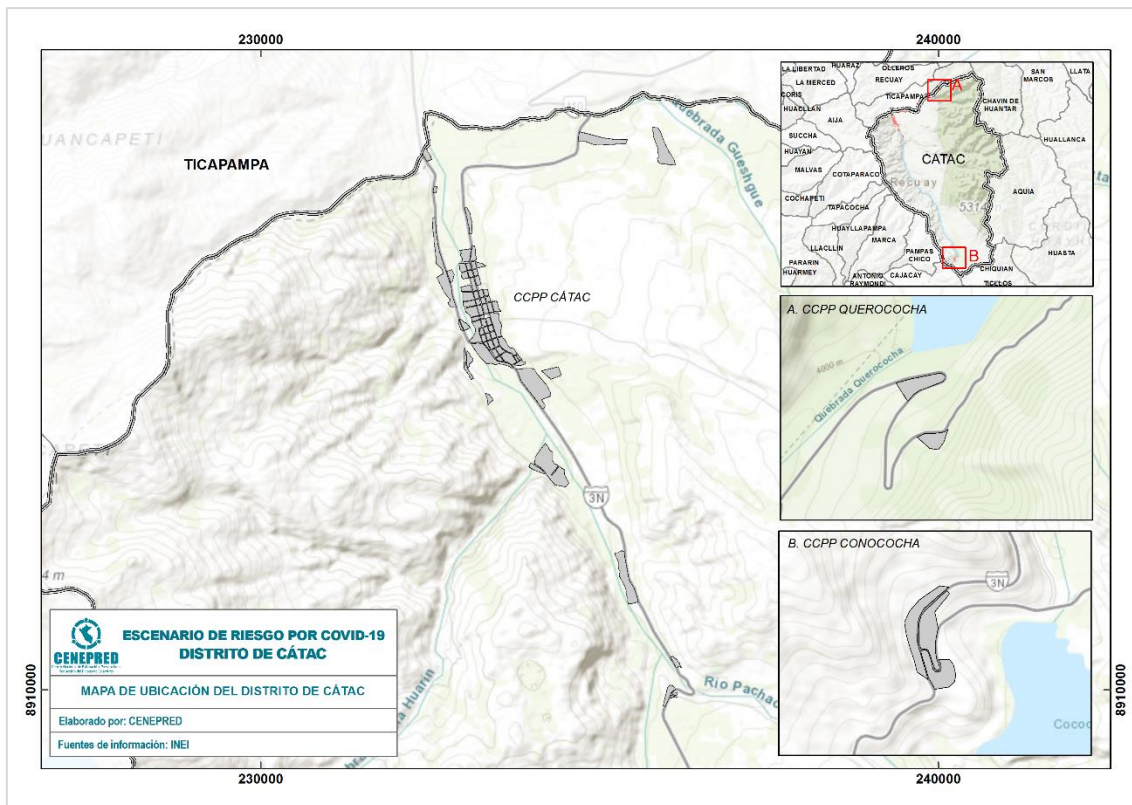 230000
240000
UANCAPETI
TICAPAMPA
Quebrada Gueshgue
CCPP CÁTAC
3N
Río Pachac
8910000
8910000
230000
240000
LA LIBERTAD
HUARAZ
OLLEROS
LA MERCED
RECUAY
SAN
MARCOS
LLATA
CORIS
TICAPAMPA
A
HUACLLAN
AIJA
CHAVIN DE
HUANTAR
SUCCHA
HUALLANCA
HUAYAN
CATAC
MALVAS
COTAPARACO
Recuay
AQUIA
COCHAPETI
TAPACOCHA
5314 m
HUAYLLAPAMPA
LLACLLIN
MARCA
PAMPAS
CHICO
B
HUASTA
PARARIN
HUARMEY
ANTONIO
RAYMONDI
CAJACAY
CHIQUIAN
TICLLOS
A. CCPP QUEROCOCHA
4000 m
Quebrada Querococha
B. CCPP CONOCOCHA
3N
Cococ
4 m
CENEPRED
ESCENARIO DE RIESGO POR COVID-19
DISTRITO DE CÁTAC
MAPA DE UBICACIÓN DEL DISTRITO DE CÁTAC
Elaborado por: CENEPRED
Fuentes de información: INEI
a Huarin